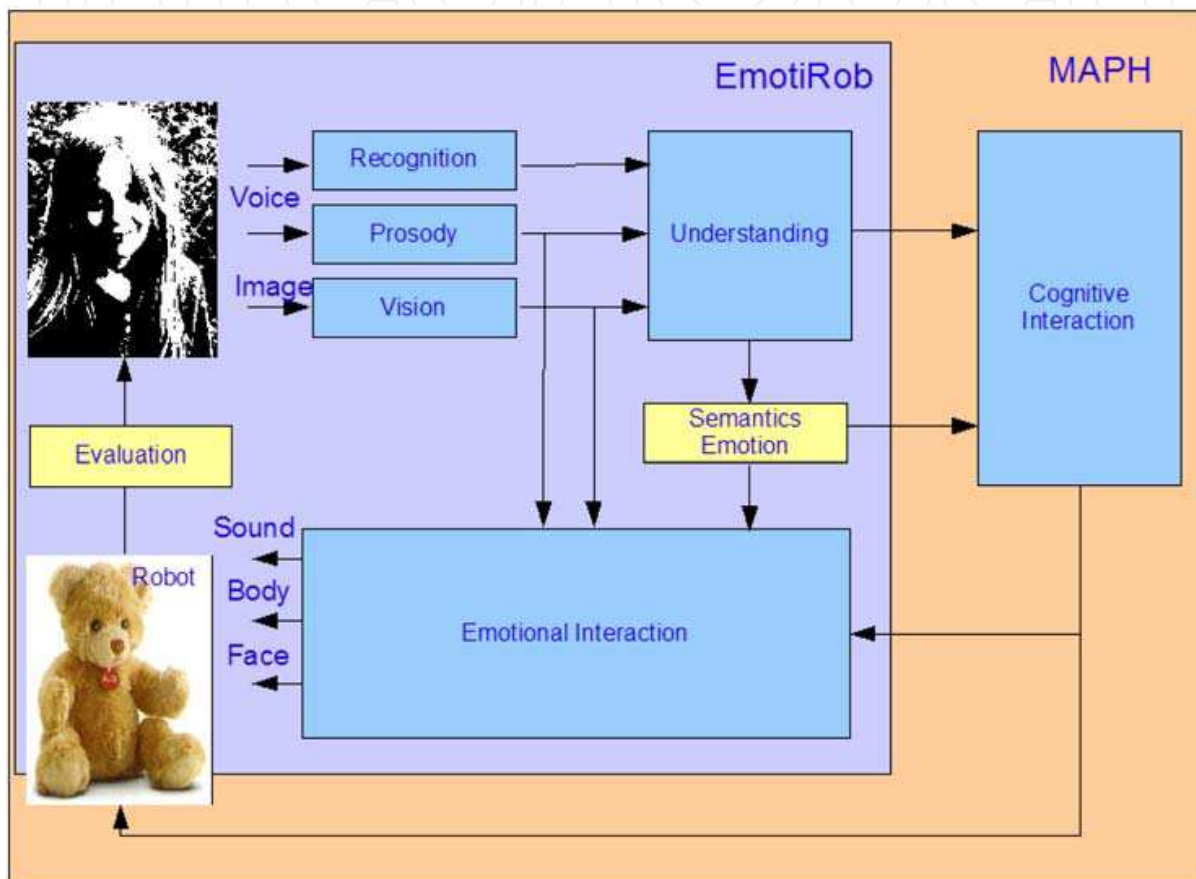 EmotiRob
MAPH
Recognition
Voice
Prosody
Understanding
Image
Vision
Cognitive
Interaction
Semantics
Emotion
Evaluation
Sound
Robot
Body
Face
Emotional Interaction